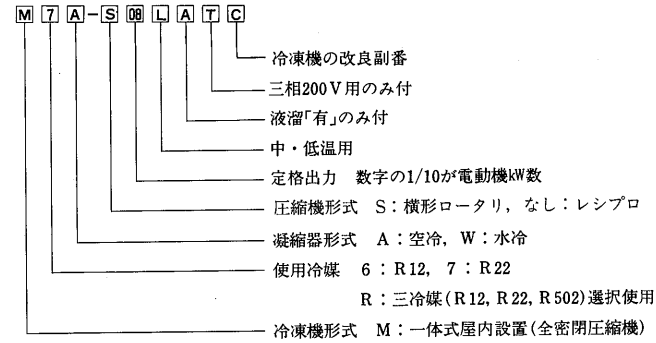 M7A-S08LATC
冷凍機の改良副番
三相200V用のみ付
液溜「有」のみ付
中・低温用
定格出力 数字の1/10が電動機kW数
圧縮機形式 S：横形ロータリ，なし：レシプロ
凝縮器形式 A：空冷，W：水冷
使用冷媒 6：R12，7：R22
R：三冷媒(R12, R22, R502)選択使用
冷凍機形式 M：一体式屋内設置(全密閉圧縮機)